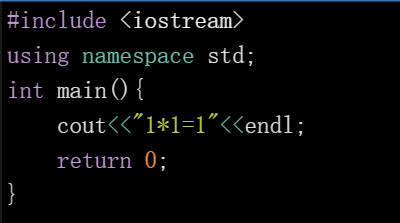 #include <iostream>
using namespace std;
int main(){
    cout<<"1*1=1"<<endl;
    return 0;
}